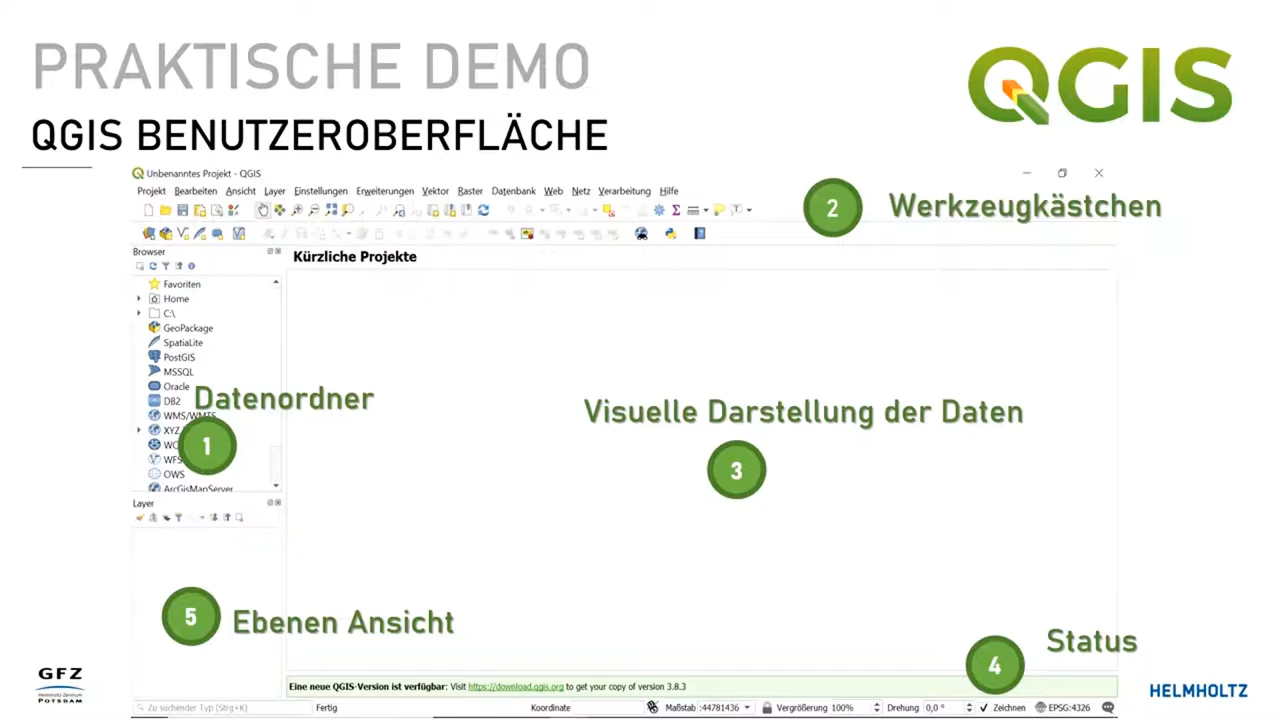 PRAKTISCHE DEMO
QGIS
QGIS BENUTZEROBERFLÄCHE
Unbenanntes Projekt - QGIS
Projekt Bearbeiten Ansicht Layer Einstellungen Erweiterungen Vektor Raster Datenbank Web Netz Verarbeitung Hilfe
2 Werkzeugkästchen
Browser
Kürzliche Projekte
Favoriten
Home
C:\
GeoPackage
SpatiaLite
PostGIS
MSSQL
Oracle
Datenordner
DB2
WMS/WMTS
XYZ
1
WFS
OWS
ArcGisMapServer
Visuelle Darstellung der Daten
3
Layer
5 Ebenen Ansicht
Status
4
Eine neue QGIS-Version ist verfügbar: Visit https://download.qgis.org to get your copy of version 3.8.3
Zu suchender Typ (Strg+K) Fertig Koordinate Maßstab :44781436 Vergrößerung 100% Drehung 0,0 ° Zeichnen EPSG:4326
GFZ
Helmholtz-Zentrum
POTSDAM
HELMHOLTZ